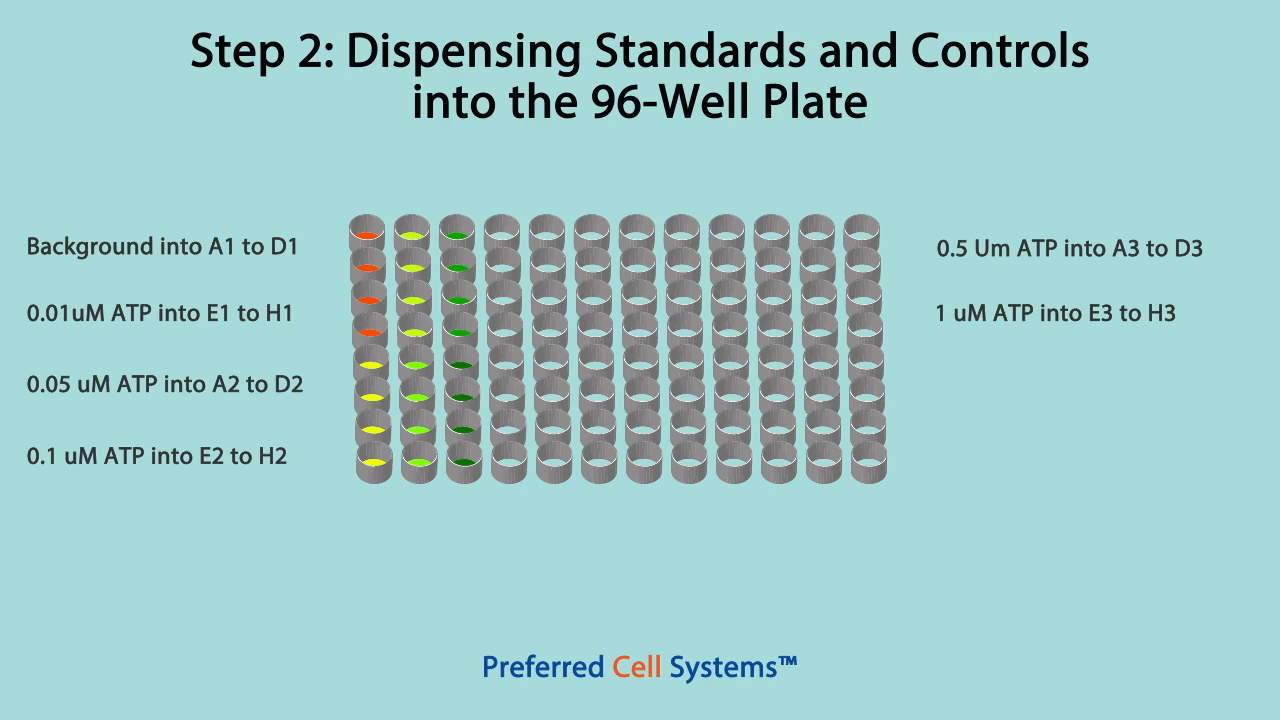 Step 2: Dispensing Standards and Controls
into the 96-Well Plate
Background into A1 to D1
0.01uM ATP into E1 to H1
0.05 uM ATP into A2 to D2
0.1 uM ATP into E2 to H2
0.5 Um ATP into A3 to D3
1 uM ATP into E3 to H3
Preferred Cell Systems™